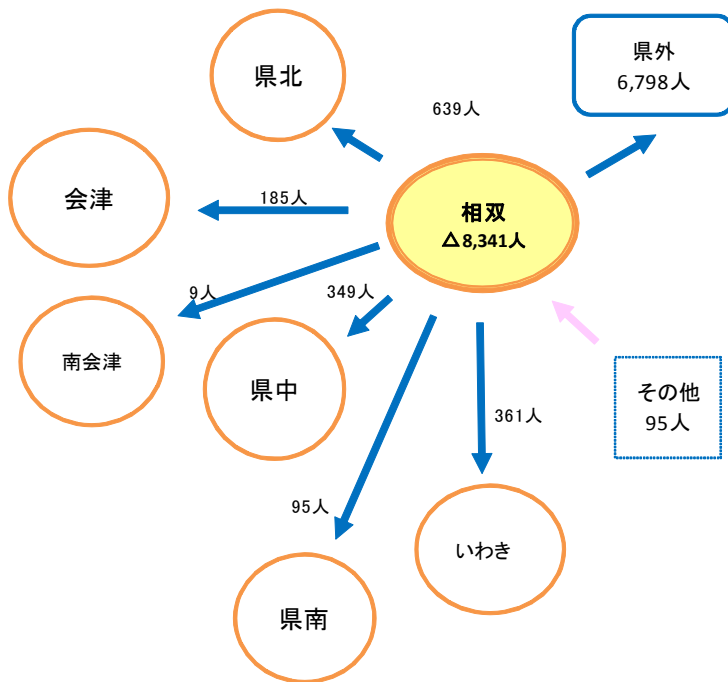 県北
県外
6,798人
639人
会津
185人
相双
△8,341人
9人
349人
南会津
県中
その他
95人
361人
95人
いわき
県南